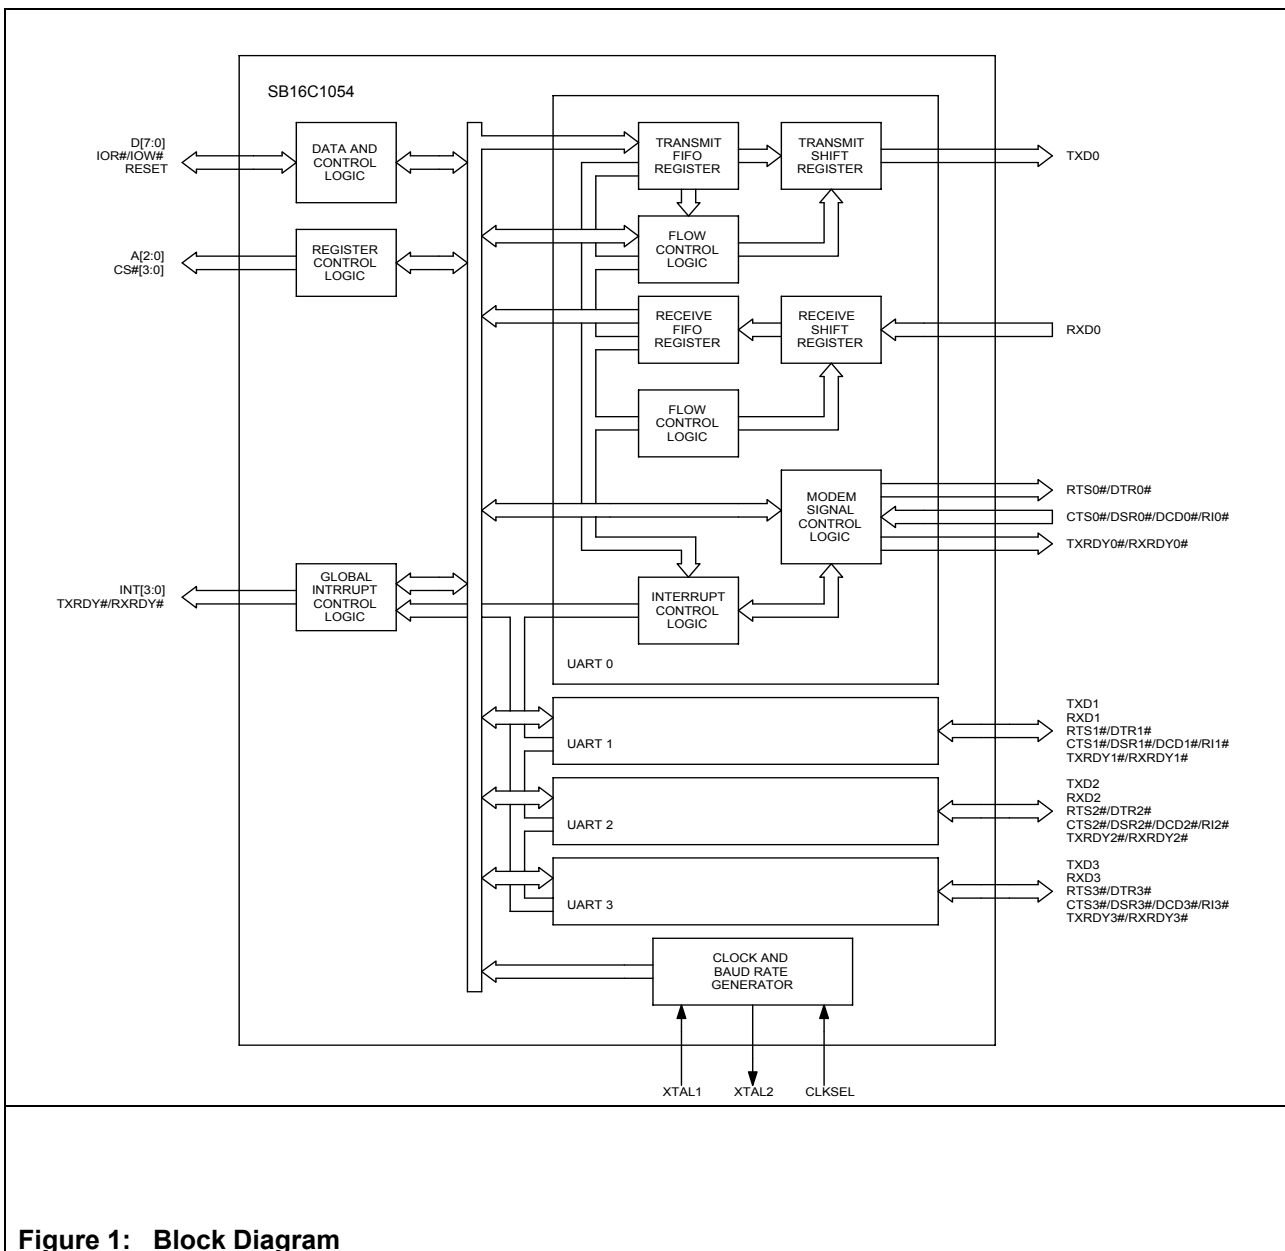 SB16C1054
D[7:0]
IOR#/IOW#
RESET
DATA AND
CONTROL
LOGIC
TRANSMIT
FIFO
REGISTER
TRANSMIT
SHIFT
REGISTER
TXD0
A[2:0]
CS#[3:0]
REGISTER
CONTROL
LOGIC
FLOW
CONTROL
LOGIC
RECEIVE
FIFO
REGISTER
RECEIVE
SHIFT
REGISTER
RXD0
FLOW
CONTROL
LOGIC
MODEM
SIGNAL
CONTROL
LOGIC
RTS0#/DTR0#
CTS0#/DSR0#/DCD0#/RI0#
TXRDY0#/RXRDY0#
INT[3:0]
TXRDY#/RXRDY#
GLOBAL
INTRRUPT
CONTROL
LOGIC
INTERRUPT
CONTROL
LOGIC
UART 0
UART 1
TXD1
RXD1
RTS1#/DTR1#
CTS1#/DSR1#/DCD1#/RI1#
TXRDY1#/RXRDY1#
UART 2
TXD2
RXD2
RTS2#/DTR2#
CTS2#/DSR2#/DCD2#/RI2#
TXRDY2#/RXRDY2#
UART 3
TXD3
RXD3
RTS3#/DTR3#
CTS3#/DSR3#/DCD3#/RI3#
TXRDY3#/RXRDY3#
CLOCK AND
BAUD RATE
GENERATOR
XTAL1
XTAL2
CLKSEL
Figure 1: Block Diagram